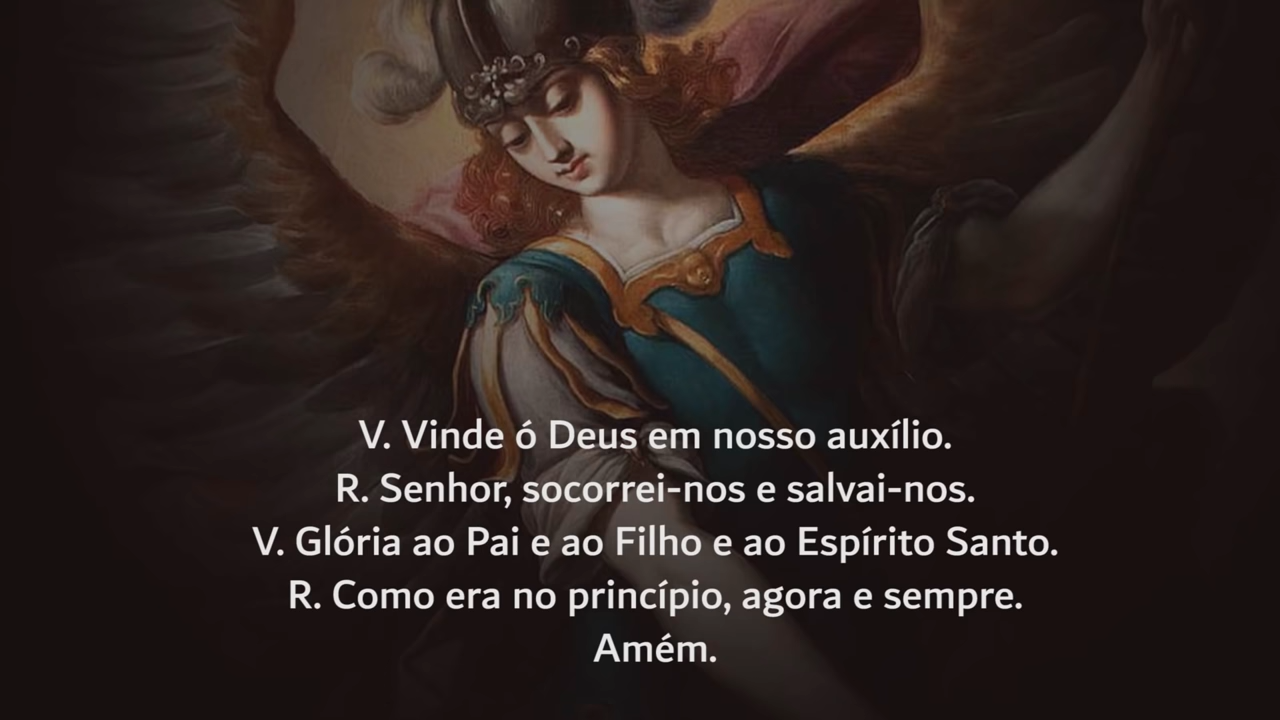 V. Vinde ó Deus em nosso auxílio.
R. Senhor, socorrei-nos e salvai-nos.
V. Glória ao Pai e ao Filho e ao Espírito Santo.
R. Como era no princípio, agora e sempre.
Amém.